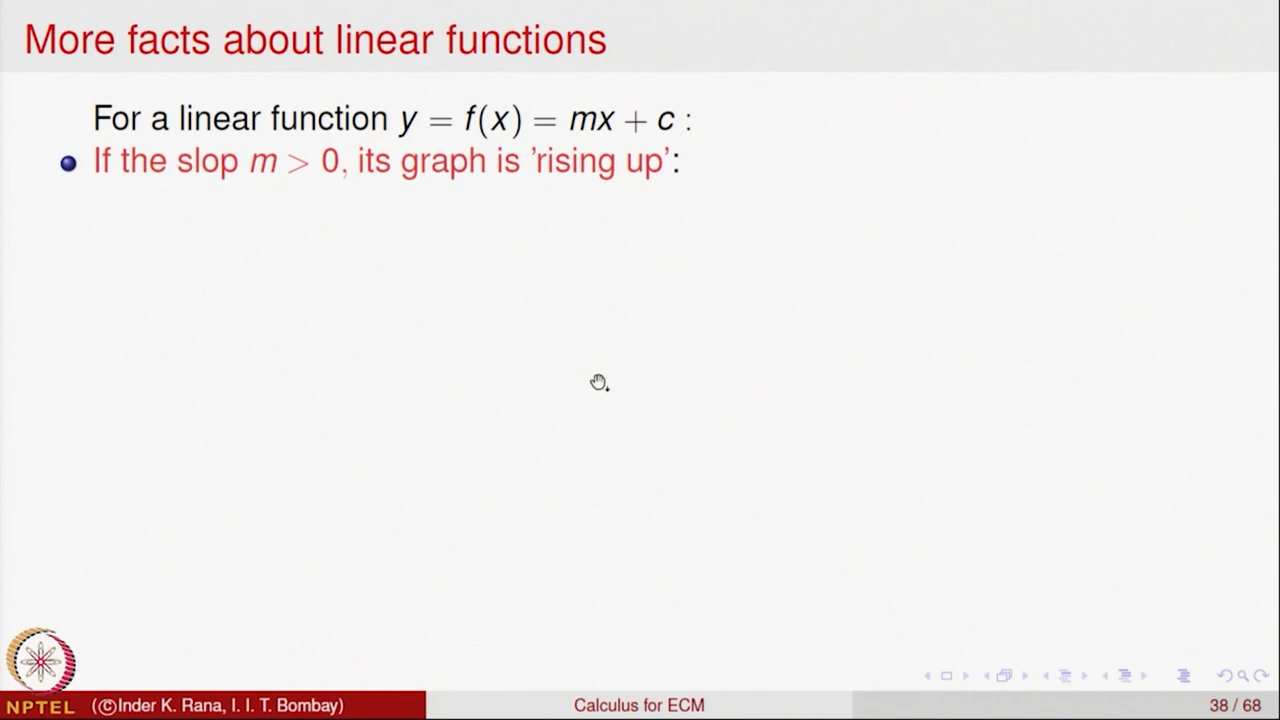 More facts about linear functions
For a linear function y = f(x) = mx + c :
If the slop m > 0, its graph is 'rising up':
NPTEL (©Inder K. Rana, I. I. T. Bombay) Calculus for ECM 38 / 68